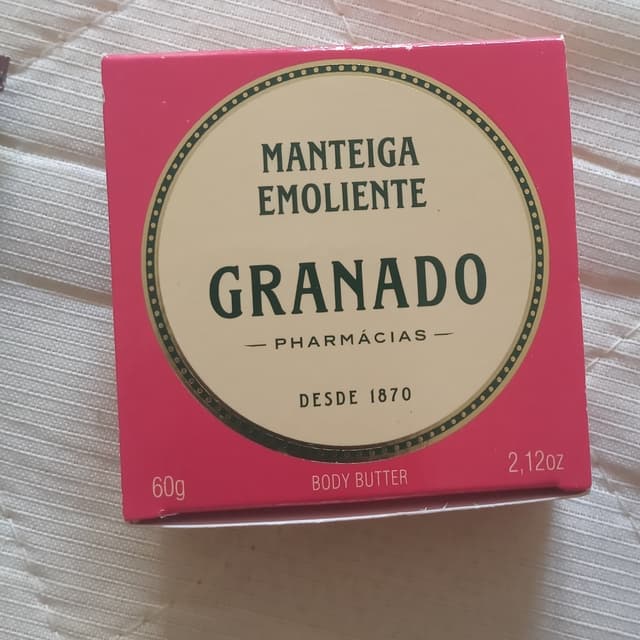 MANTEIGA
EMOLIENTE
GRANADO
— PHARMÁCIAS —
DESDE 1870
60g
BODY BUTTER
2,12oz